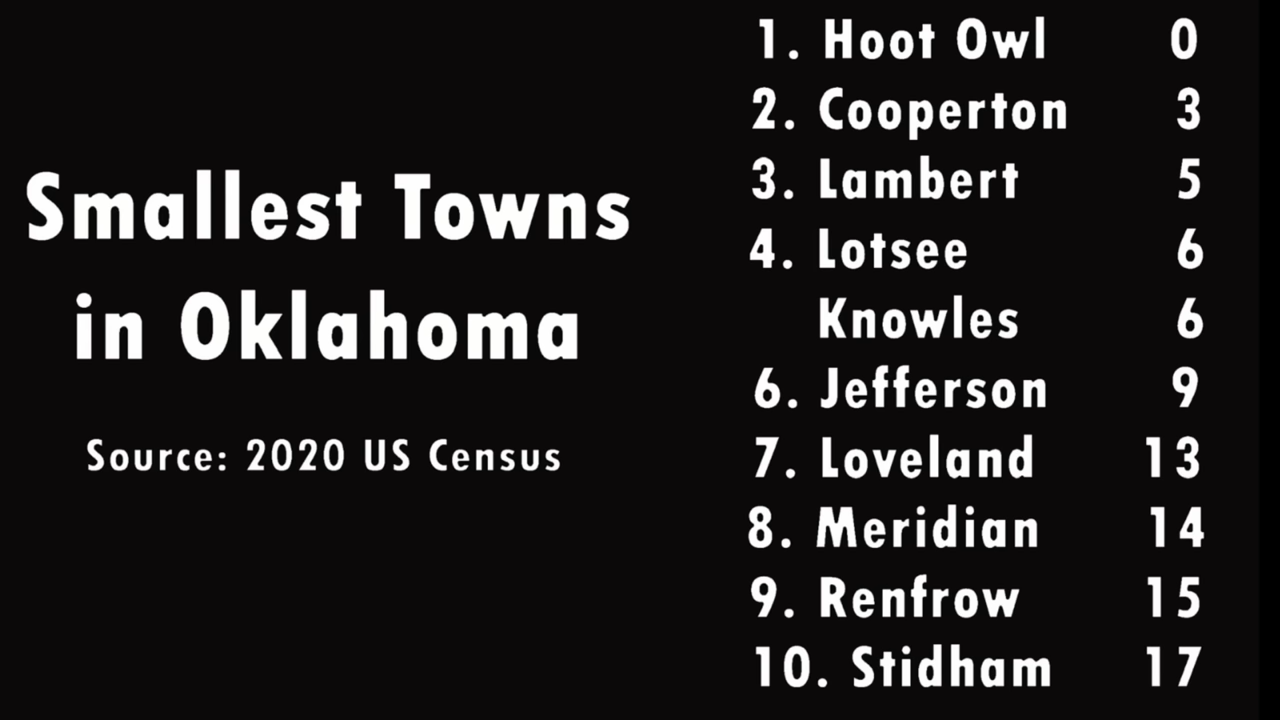 Smallest Towns
in Oklahoma
Source: 2020 US Census
1. Hoot Owl 0
2. Cooperton 3
3. Lambert 5
4. Lotsee 6
Knowles 6
6. Jefferson 9
7. Loveland 13
8. Meridian 14
9. Renfrow 15
10. Stidham 17